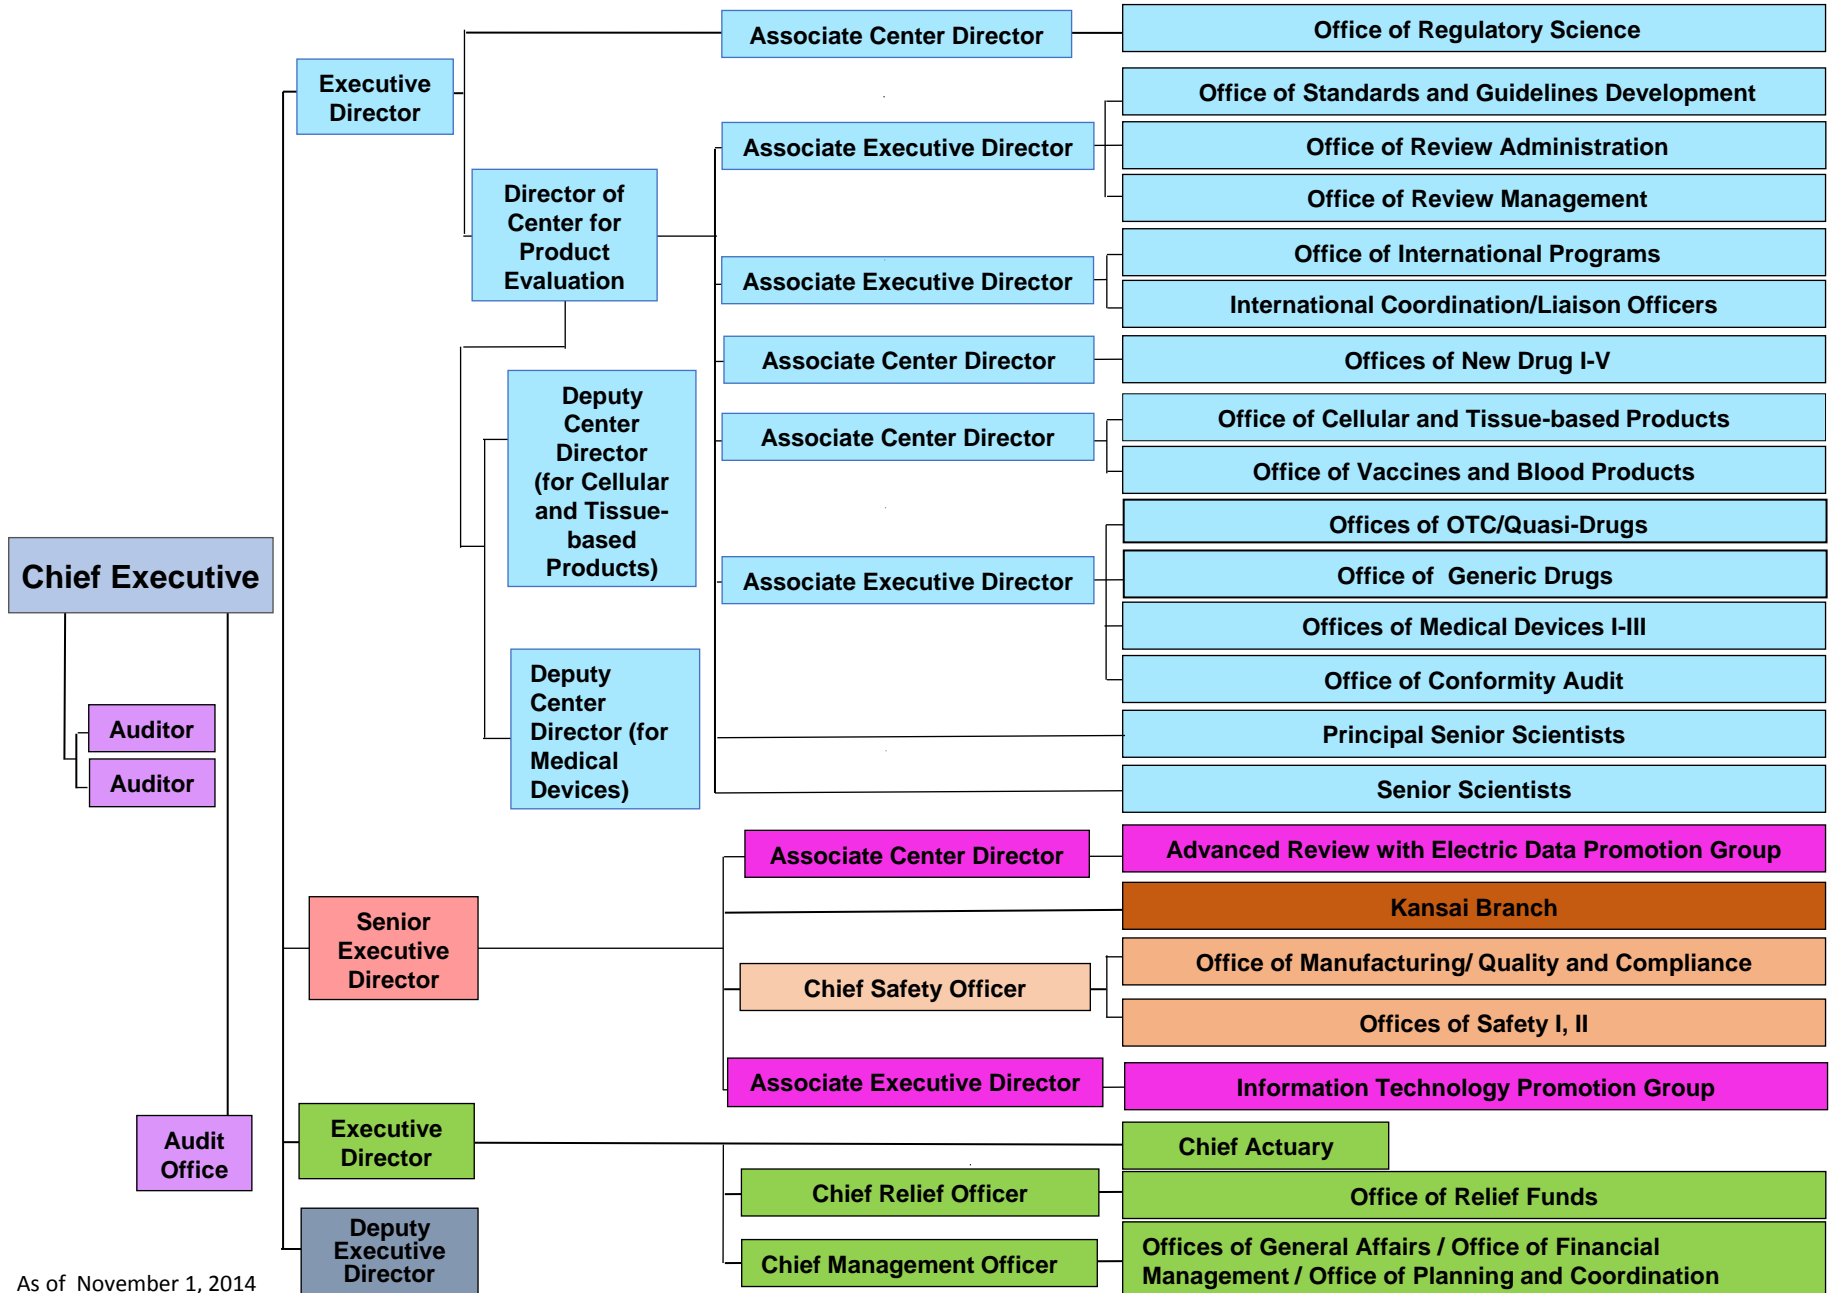 Associate Center Director
Office of Regulatory Science
Executive
Director
Office of Standards and Guidelines Development
Associate Executive Director
Office of Review Administration
Office of Review Management
Director of
Center for
Product
Evaluation
Office of International Programs
Associate Executive Director
International Coordination/Liaison Officers
Associate Center Director
Offices of New Drug I-V
Deputy
Center
Director
(for Cellular
and Tissue-
based
Products)
Associate Center Director
Office of Cellular and Tissue-based Products
Office of Vaccines and Blood Products
Offices of OTC/Quasi-Drugs
Chief Executive
Associate Executive Director
Office of  Generic Drugs
Offices of Medical Devices I-III
Office of Conformity Audit
Deputy
Center
Director (for
Medical
Devices)
Auditor
Auditor
Principal Senior Scientists
Senior Scientists
Associate Center Director
Advanced Review with Electric Data Promotion Group
Kansai Branch
Senior
Executive
Director
Office of Manufacturing/ Quality and Compliance
Chief Safety Officer
Offices of Safety I, II
Associate Executive Director
Information Technology Promotion Group
Audit
Office
Executive
Director
Chief Actuary
Chief Relief Officer
Office of Relief Funds
Deputy
Executive
Director
Chief Management Officer
Offices of General Affairs / Office of Financial
Management / Office of Planning and Coordination
As of  November 1, 2014